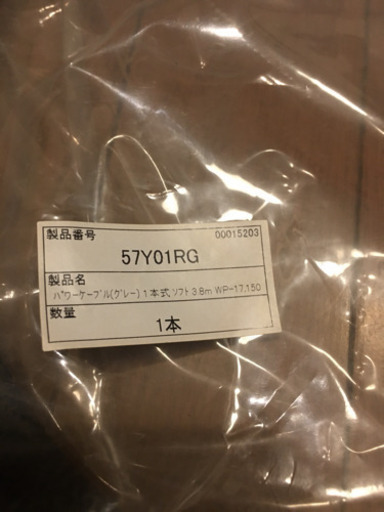 製品番号 00015203
57Y01RG
製品名
パワーケーブル(グレー) 1本式ソフト3.8m WP-17,150
数量
1本